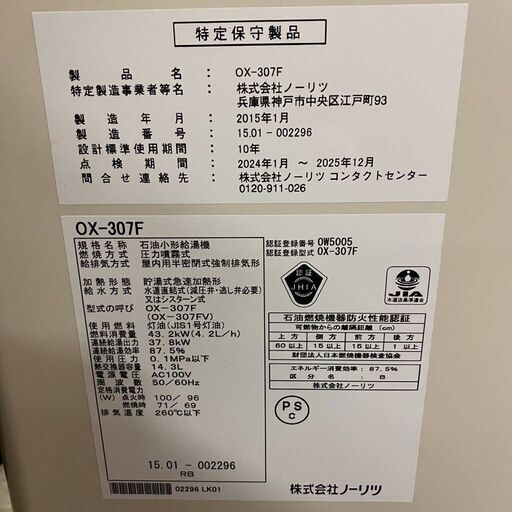 特定保守製品
製品名 : OX-307F
特定製造事業者等名 : 株式会社ノーリツ
兵庫県神戸市中央区江戸町93
製造年月 : 2015年1月
製造番号 : 15.01-002296
設計標準使用期間 : 10年
点検期間 : 2024年1月 ～ 2025年12月
問合せ連絡先 : 株式会社ノーリツ コンタクトセンター
0120-911-026
OX-307F
規格名称 : 石油小形給湯機
燃焼方式 : 圧力噴霧式
給排気方式 : 屋内用半密閉式強制排気形
加熱形態 : 貯湯式急速加熱形
給水方式 : 水道直結式(減圧弁・逃し弁必要)
又はシスターン式
型式の呼び : OX-307F
(OX-307FV)
使用燃料 : 灯油(JIS1号灯油)
燃料消費量 : 43.2kW(4.2L/h)
連続給湯出力 : 37.8kW
連続給湯効率 : 87.5%
使用圧力 : 0.1MPa以下
熱交換器容量 : 14.3L
電源電圧 : AC100V
周波数 : 50/60Hz
定格消費電力
(W) 点火時 : 100/96
燃焼時 : 71/69
排気温度 : 260℃以下
15.01-002296
RB
02296 LK01
認証登録番号 OW5005
認証登録型式 OX-307F
認証
JHIA
JIA
水道法基準適合
石油燃焼機器防火性能認証
可燃物からの離隔距離(cm)
上方 側方 前方 後方
60以上 15以上 15以上 1以上
財団法人日本燃焼機器検査協会
エネルギー消費効率 : 87.5%
区分 : B
株式会社ノーリツ
PS
C
株式会社ノーリツ